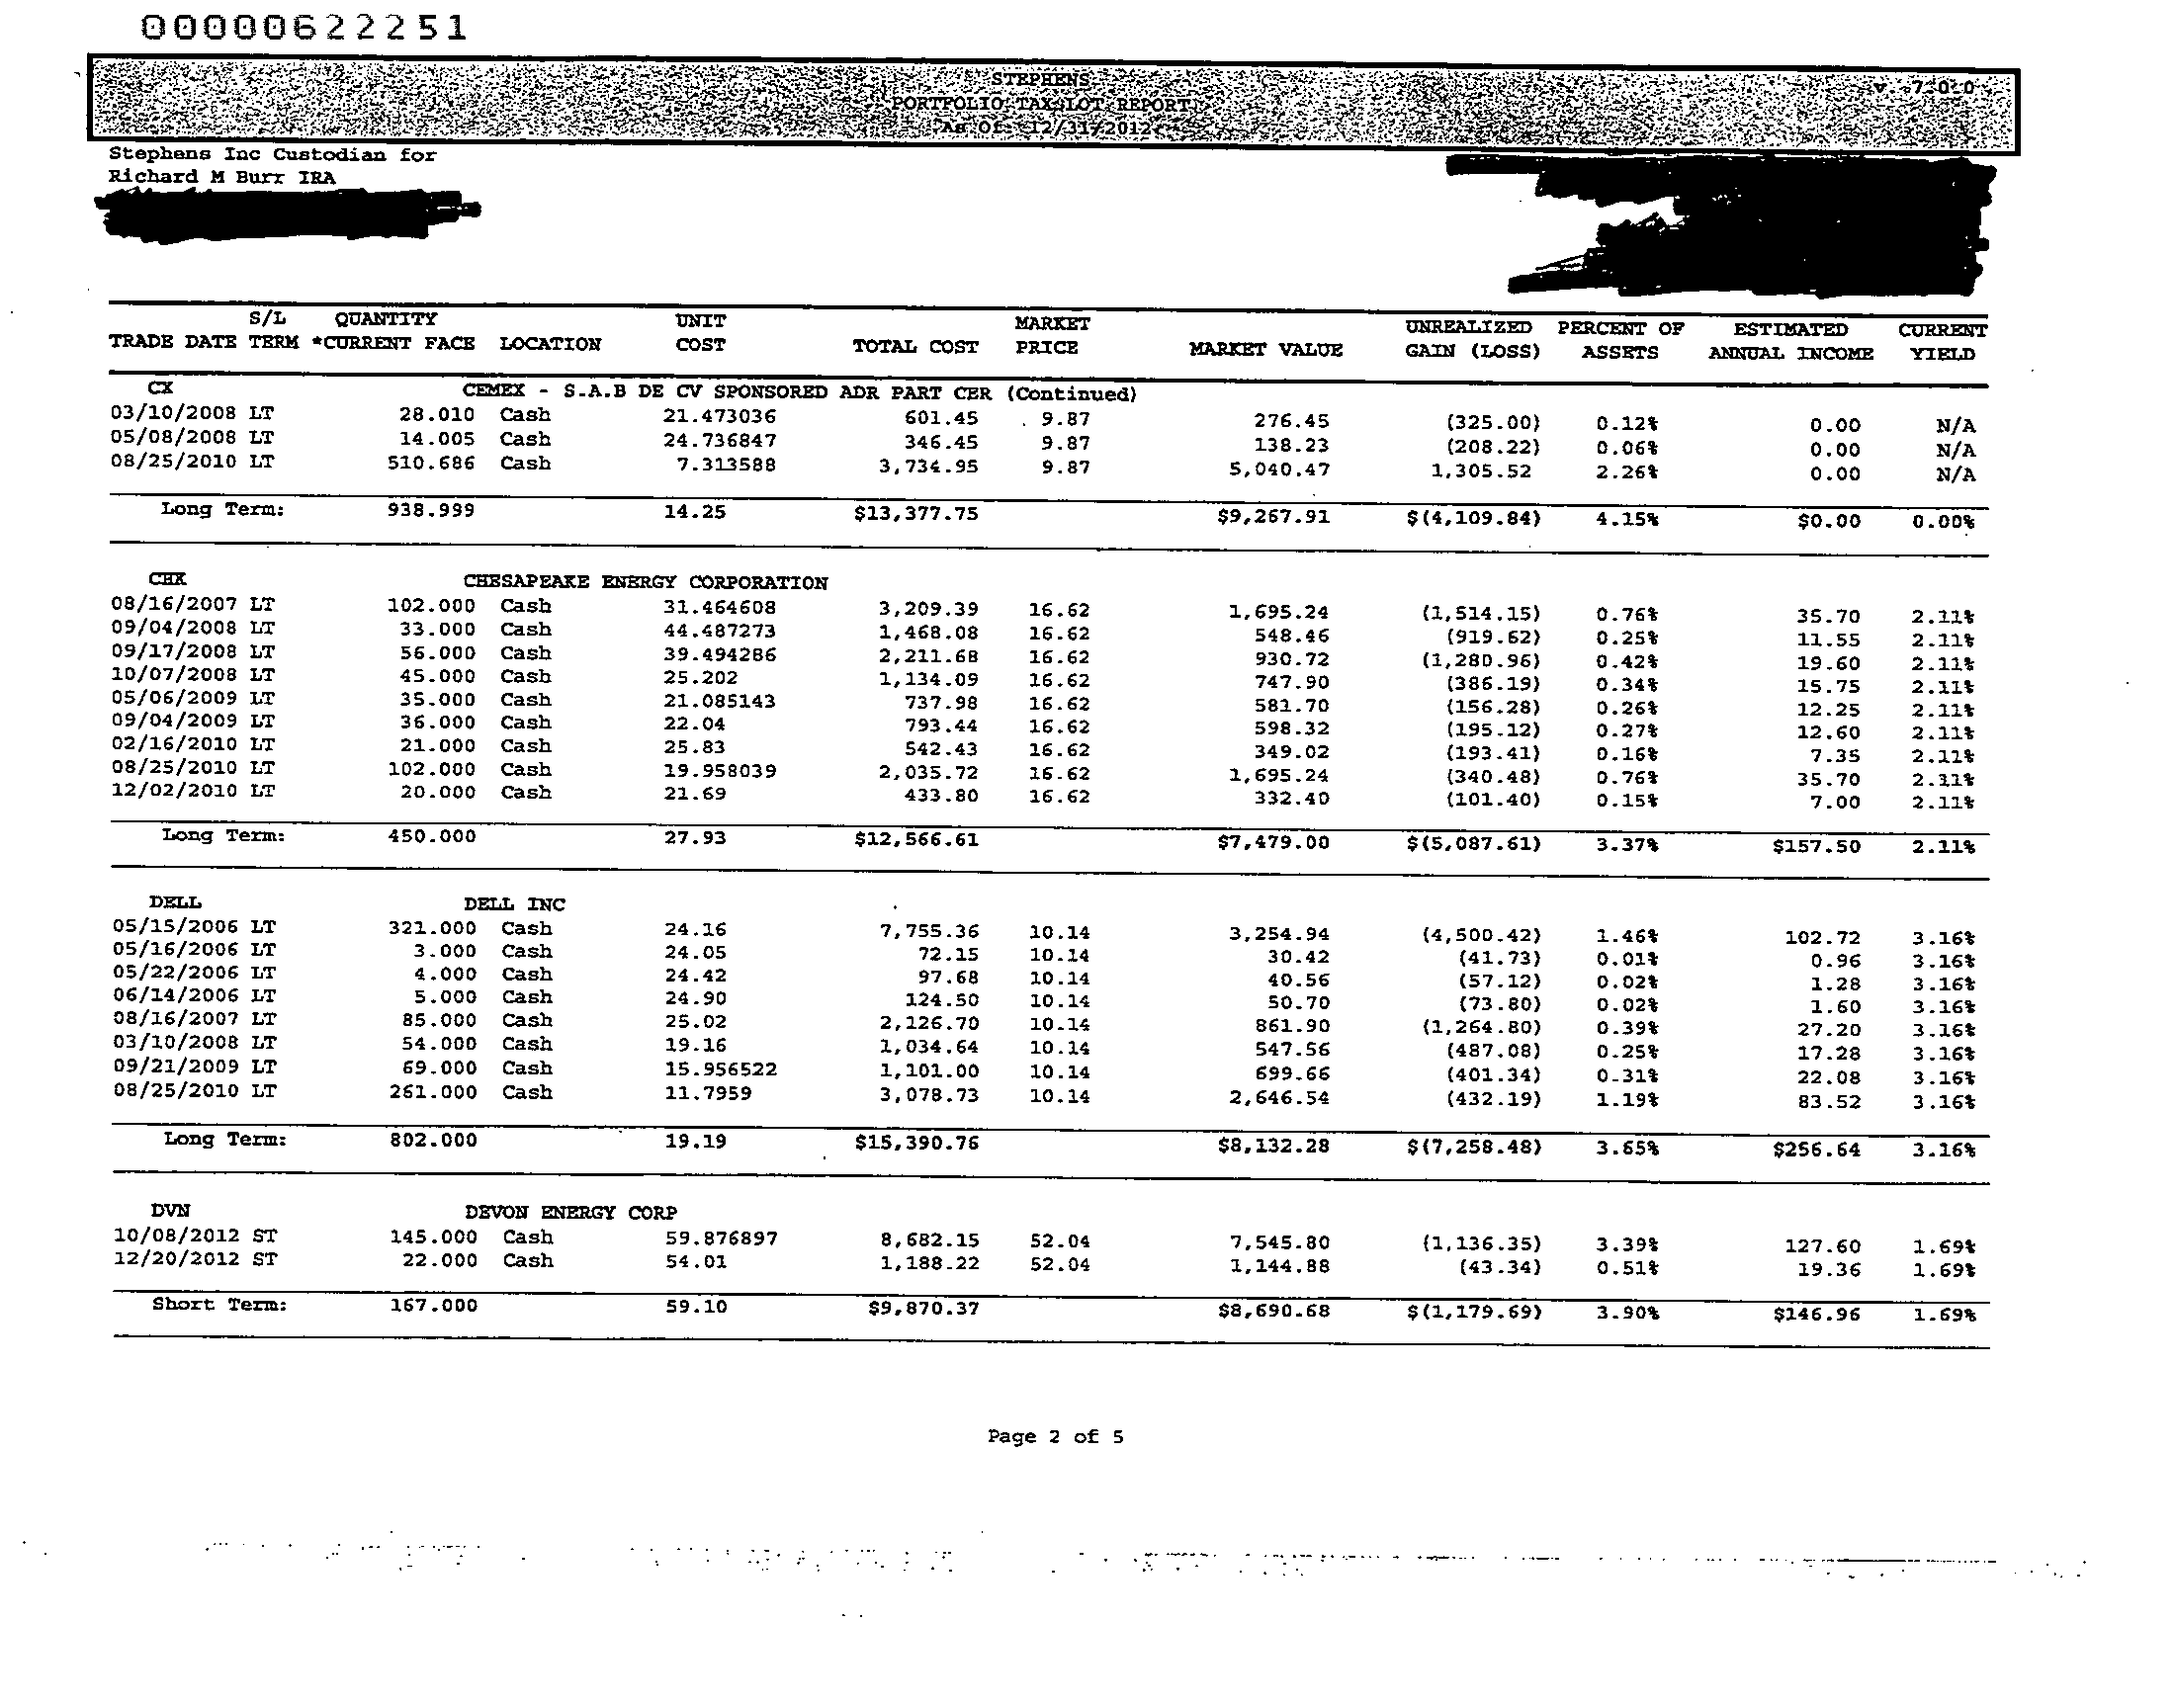 00000622251
STEPHENS
PORTFOLIO TAX LOT REPORT
As Of 12/31/2012
Stephens Inc Custodian for
Richard M Burr IRA
S/L QUANTITY UNIT MARKET UNREALIZED PERCENT OF ESTIMATED CURRENT
TRADE DATE TERM *CURRENT FACE LOCATION COST TOTAL COST PRICE MARKET VALUE GAIN (LOSS) ASSETS ANNUAL INCOME YIELD
CX CEMEX - S.A.B DE CV SPONSORED ADR PART CER (Continued)
03/10/2008 LT 28.010 Cash 21.473036 601.45 9.87 276.45 (325.00) 0.12% 0.00 N/A
05/08/2008 LT 14.005 Cash 24.736847 346.45 9.87 138.23 (208.22) 0.06% 0.00 N/A
08/25/2010 LT 510.686 Cash 7.313588 3,734.95 9.87 5,040.47 1,305.52 2.26% 0.00 N/A
Long Term: 938.999 14.25 $13,377.75 $9,267.91 $(4,109.84) 4.15% $0.00 0.00%
CHK CHESAPEAKE ENERGY CORPORATION
08/16/2007 LT 102.000 Cash 31.464608 3,209.39 16.62 1,695.24 (1,514.15) 0.76% 35.70 2.11%
09/04/2008 LT 33.000 Cash 44.487273 1,468.08 16.62 548.46 (919.62) 0.25% 11.55 2.11%
09/17/2008 LT 56.000 Cash 39.494286 2,211.68 16.62 930.72 (1,280.96) 0.42% 19.60 2.11%
10/07/2008 LT 45.000 Cash 25.202 1,134.09 16.62 747.90 (386.19) 0.34% 15.75 2.11%
05/06/2009 LT 35.000 Cash 21.085143 737.98 16.62 581.70 (156.28) 0.26% 12.25 2.11%
09/04/2009 LT 36.000 Cash 22.04 793.44 16.62 598.32 (195.12) 0.27% 12.60 2.11%
02/16/2010 LT 21.000 Cash 25.83 542.43 16.62 349.02 (193.41) 0.16% 7.35 2.11%
08/25/2010 LT 102.000 Cash 19.958039 2,035.72 16.62 1,695.24 (340.48) 0.76% 35.70 2.11%
12/02/2010 LT 20.000 Cash 21.69 433.80 16.62 332.40 (101.40) 0.15% 7.00 2.11%
Long Term: 450.000 27.93 $12,566.61 $7,479.00 $(5,087.61) 3.37% $157.50 2.11%
DELL DELL INC
05/15/2006 LT 321.000 Cash 24.16 7,755.36 10.14 3,254.94 (4,500.42) 1.46% 102.72 3.16%
05/16/2006 LT 3.000 Cash 24.05 72.15 10.14 30.42 (41.73) 0.01% 0.96 3.16%
05/22/2006 LT 4.000 Cash 24.42 97.68 10.14 40.56 (57.12) 0.02% 1.28 3.16%
06/14/2006 LT 5.000 Cash 24.90 124.50 10.14 50.70 (73.80) 0.02% 1.60 3.16%
08/16/2007 LT 85.000 Cash 25.02 2,126.70 10.14 861.90 (1,264.80) 0.39% 27.20 3.16%
03/10/2008 LT 54.000 Cash 19.16 1,034.64 10.14 547.56 (487.08) 0.25% 17.28 3.16%
09/21/2009 LT 69.000 Cash 15.956522 1,101.00 10.14 699.66 (401.34) 0.31% 22.08 3.16%
08/25/2010 LT 261.000 Cash 11.7959 3,078.73 10.14 2,646.54 (432.19) 1.19% 83.52 3.16%
Long Term: 802.000 19.19 $15,390.76 $8,132.28 $(7,258.48) 3.65% $256.64 3.16%
DVN DEVON ENERGY CORP
10/08/2012 ST 145.000 Cash 59.876897 8,682.15 52.04 7,545.80 (1,136.35) 3.39% 127.60 1.69%
12/20/2012 ST 22.000 Cash 54.01 1,188.22 52.04 1,144.88 (43.34) 0.51% 19.36 1.69%
Short Term: 167.000 59.10 $9,870.37 $8,690.68 $(1,179.69) 3.90% $146.96 1.69%
Page 2 of 5